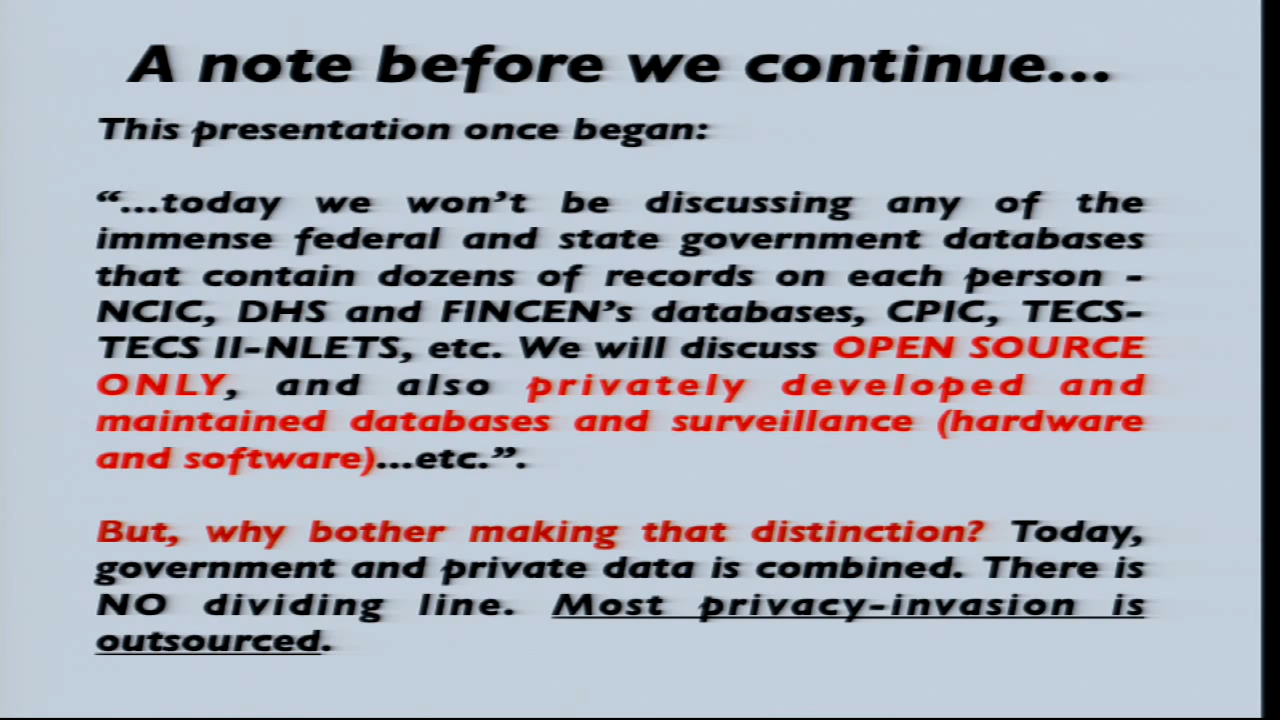 A note before we continue...
This presentation once began:
“...today we won’t be discussing any of the
immense federal and state government databases
that contain dozens of records on each person -
NCIC, DHS and FINCEN’s databases, CPIC, TECS-
TECS II-NLETS, etc. We will discuss OPEN SOURCE
ONLY, and also privately developed and
maintained databases and surveillance (hardware
and software)...etc.”.
But, why bother making that distinction? Today,
government and private data is combined. There is
NO dividing line. Most privacy-invasion is
outsourced.